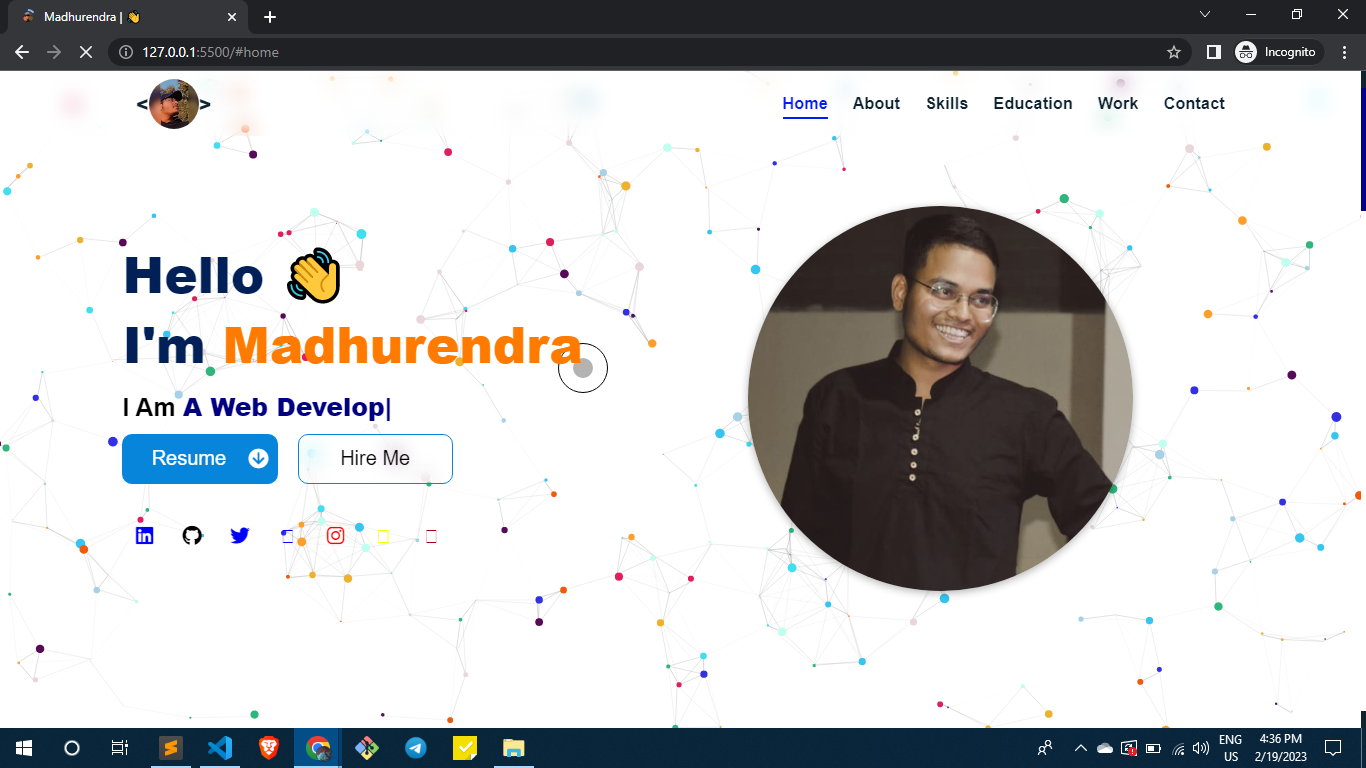 Madhurendra | 👋
127.0.0.1:5500/#home
Incognito
< >
Home About Skills Education Work Contact
Hello 👋
I'm Madhurendra
I Am A Web Develop|
Resume Hire Me
ENG 4:36 PM
US 2/19/2023